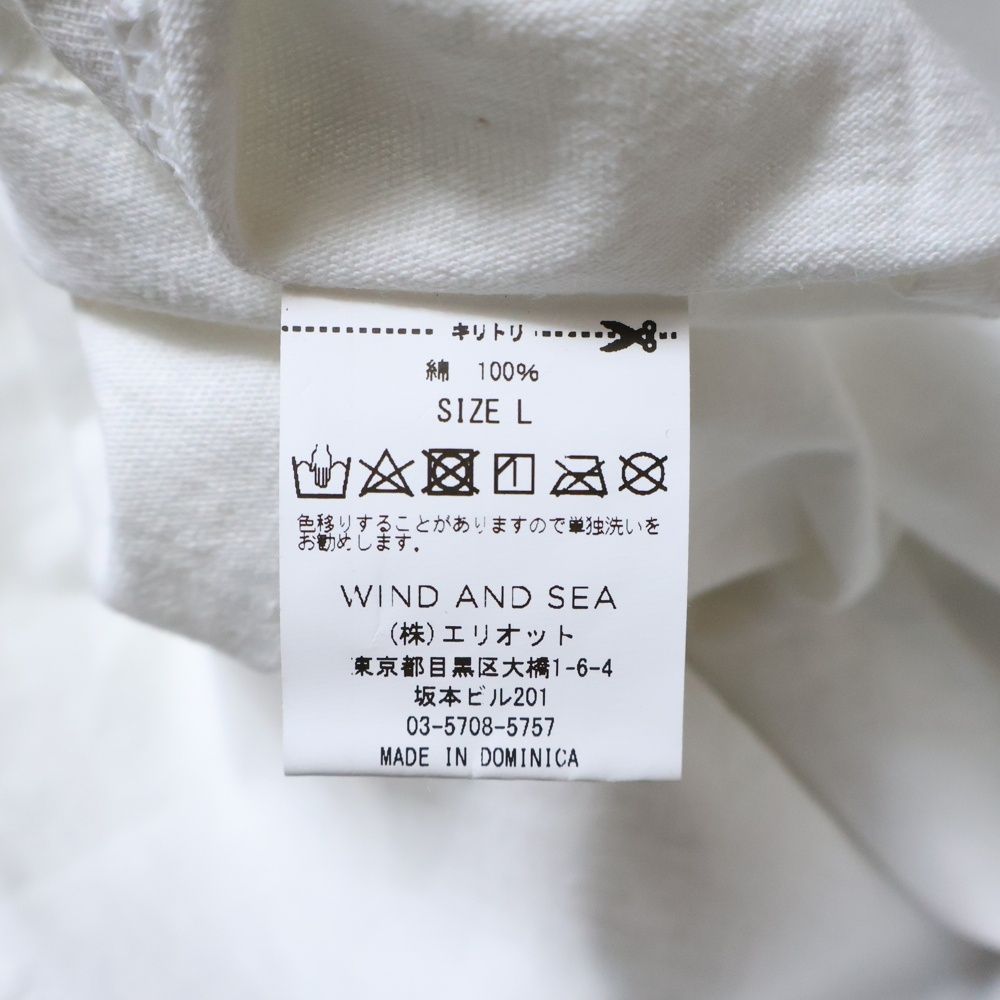 キリトリ
綿 100%
SIZE L
色移りすることがありますので単独洗いを
お勧めします。
WIND AND SEA
(株)エリオット
東京都目黒区大橋1-6-4
坂本ビル201
03-5708-5757
MADE IN DOMINICA